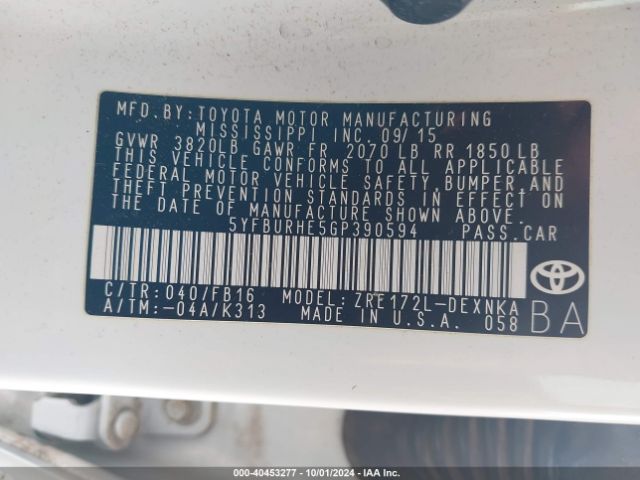 MFD. BY: TOYOTA MOTOR MANUFACTURING
MISSISSIPPI INC. 09/15
GVWR 3820LB GAWR FR 2070 LB RR 1850LB
THIS VEHICLE CONFORMS TO ALL APPLICABLE
FEDERAL MOTOR VEHICLE SAFETY, BUMPER, AND
THEFT PREVENTION STANDARDS IN EFFECT ON
THE DATE OF MANUFACTURE SHOWN ABOVE.
5YFBURHE5GP390594 PASS. CAR
C/TR: 040/FB16 MODEL: ZRE172L-DEXNKA
A/TM: -04A/K313 MADE IN U.S.A. 058
BA
000-40453277 - 10/01/2024 - IAA Inc.